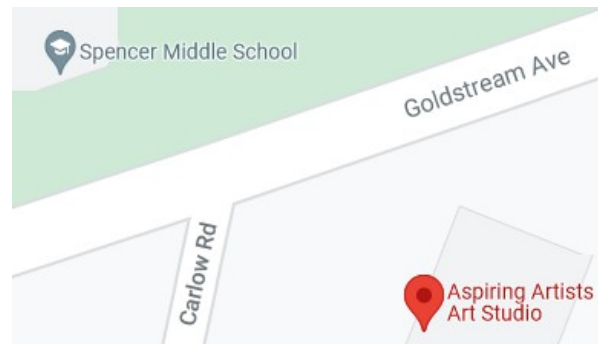 Spencer Middle School
Goldstream Ave
Carlow Rd
Aspiring Artists
Art Studio